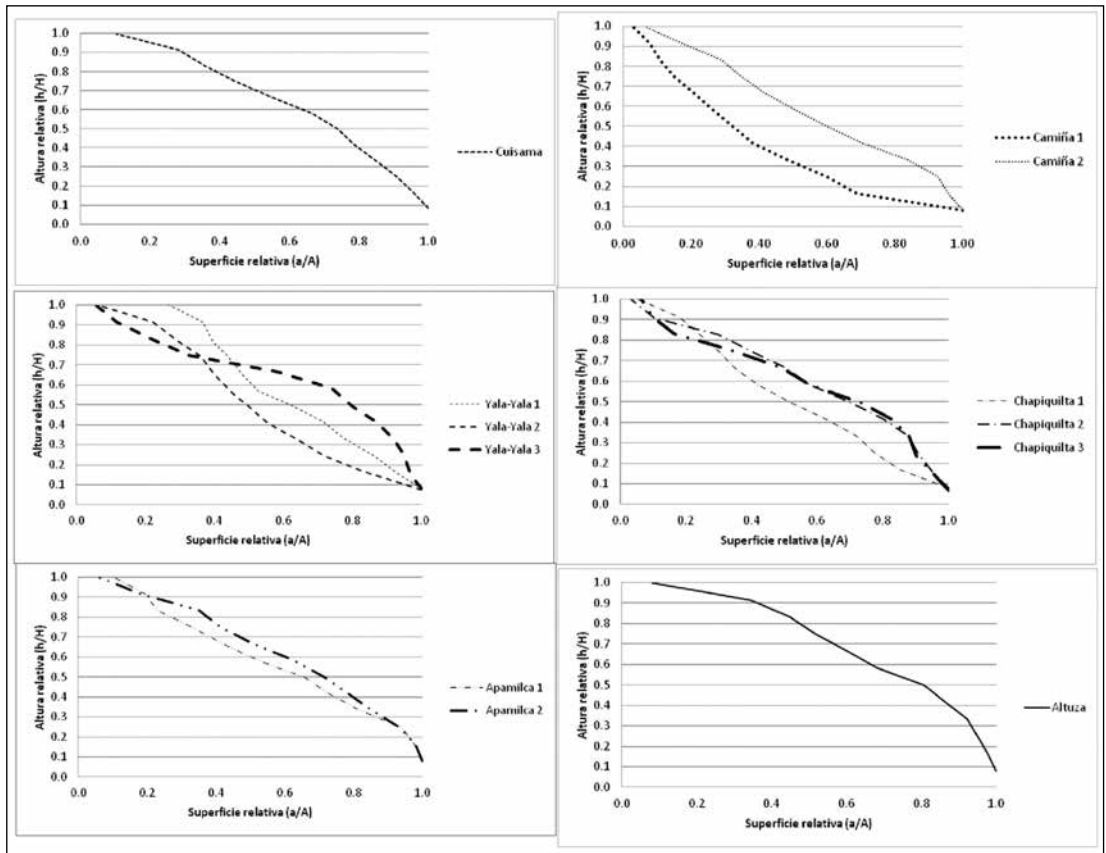 Altura relativa (h/H)
1.0
0.9
0.8
0.7
0.6
0.5
0.4
0.3
0.2
0.1
0.0
0.0 0.2 0.4 0.6 0.8 1.0
Superficie relativa (a/A)
Cuisama
Altura relativa (h/H)
1.0
0.9
0.8
0.7
0.6
0.5
0.4
0.3
0.2
0.1
0.0
0.00 0.20 0.40 0.60 0.80 1.00
Superficie relativa (a/A)
Camiña 1
Camiña 2
Altura relativa (h/H)
1.0
0.9
0.8
0.7
0.6
0.5
0.4
0.3
0.2
0.1
0.0
0.0 0.2 0.4 0.6 0.8 1.0
Superficie relativa (a/A)
Yala-Yala 1
Yala-Yala 2
Yala-Yala 3
Altura relativa (h/H)
1.0
0.9
0.8
0.7
0.6
0.5
0.4
0.3
0.2
0.1
0.0
0.0 0.2 0.4 0.6 0.8 1.0
Superficie relativa (a/A)
Chapiquilta 1
Chapiquilta 2
Chapiquilta 3
Altura relativa (h/H)
1.0
0.9
0.8
0.7
0.6
0.5
0.4
0.3
0.2
0.1
0.0
0.0 0.2 0.4 0.6 0.8 1.0
Superficie relativa (a/A)
Apamilca 1
Apamilca 2
Altura relativa (h/H)
1.0
0.9
0.8
0.7
0.6
0.5
0.4
0.3
0.2
0.1
0.0
0.0 0.2 0.4 0.6 0.8 1.0
Superficie relativa (a/A)
Altuza